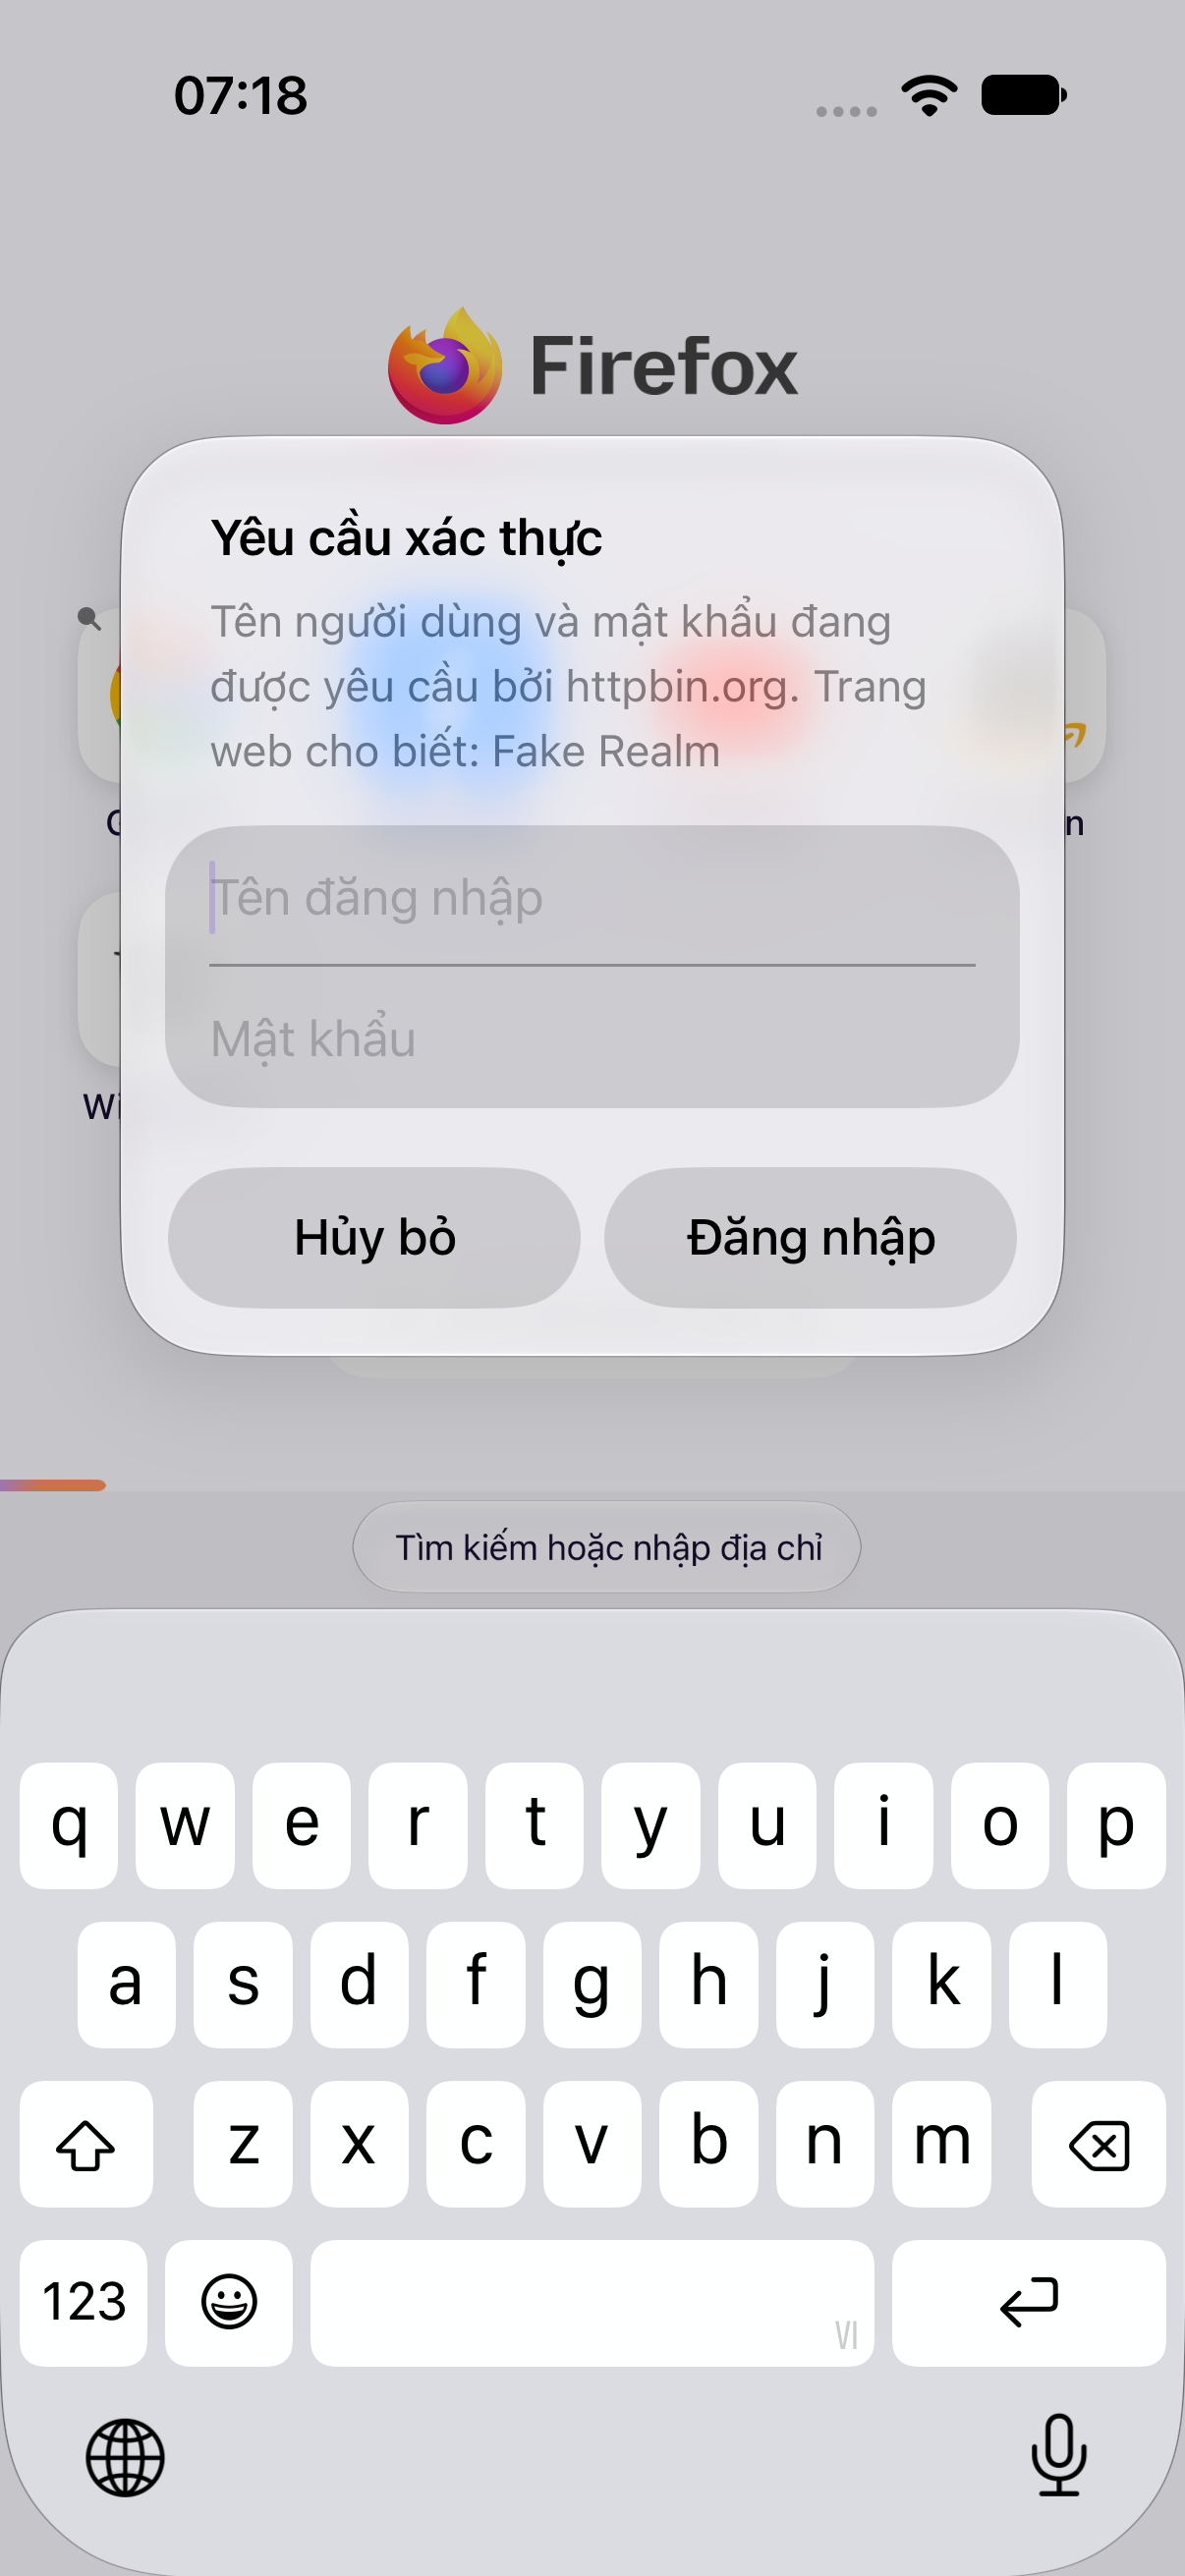 07:18
Firefox
Yêu cầu xác thực
Tên người dùng và mật khẩu đang
được yêu cầu bởi httpbin.org. Trang
web cho biết: Fake Realm
Tên đăng nhập
Mật khẩu
Hủy bỏ
Đăng nhập
Tìm kiếm hoặc nhập địa chỉ
q w e r t y u i o p
a s d f g h j k l
z x c v b n m
123
VI